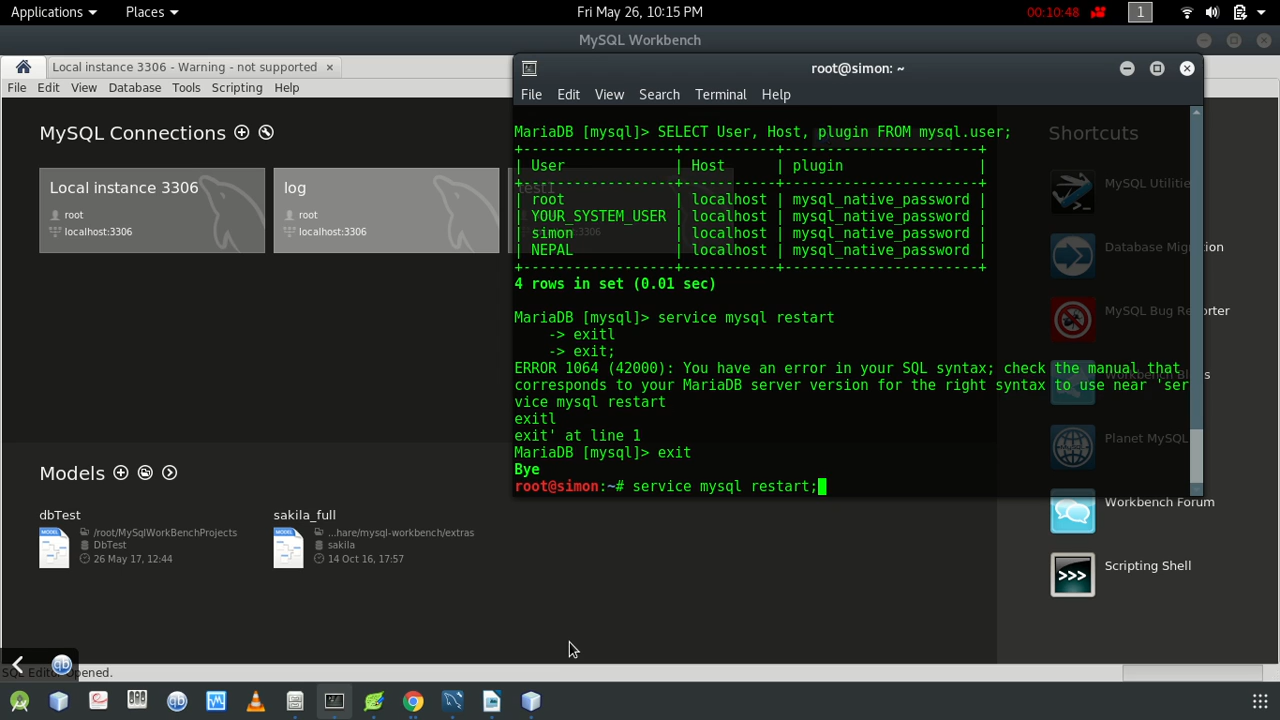 Applications Places Fri May 26, 10:15 PM 00:10:48 1
MySQL Workbench
Local instance 3306 - Warning - not supported ×
File Edit View Database Tools Scripting Help
MySQL Connections
Local instance 3306
root
localhost:3306
log
root
localhost:3306
test1
Shortcuts
MySQL Utilitie
Database Migration
MySQL Bug Reporter
Workbench Blogs
Planet MySQL
Workbench Forum
Scripting Shell
>>>
root@simon: ~
File Edit View Search Terminal Help
MariaDB [mysql]> SELECT User, Host, plugin FROM mysql.user;
+------------------+-----------+-----------------------+
| User | Host | plugin |
+------------------+-----------+-----------------------+
| root | localhost | mysql_native_password |
| YOUR_SYSTEM_USER | localhost | mysql_native_password |
| simon | localhost | mysql_native_password |
| NEPAL | localhost | mysql_native_password |
+------------------+-----------+-----------------------+
4 rows in set (0.01 sec)
MariaDB [mysql]> service mysql restart
-> exitl
-> exit;
ERROR 1064 (42000): You have an error in your SQL syntax; check the manual that
corresponds to your MariaDB server version for the right syntax to use near 'ser
vice mysql restart
exitl
exit' at line 1
MariaDB [mysql]> exit
Bye
root@simon:~# service mysql restart;
Models
dbTest
/root/MySqlWorkBenchProjects
DbTest
26 May 17, 12:44
sakila_full
...hare/mysql-workbench/extras
sakila
14 Oct 16, 17:57
SQL Editor Opened.